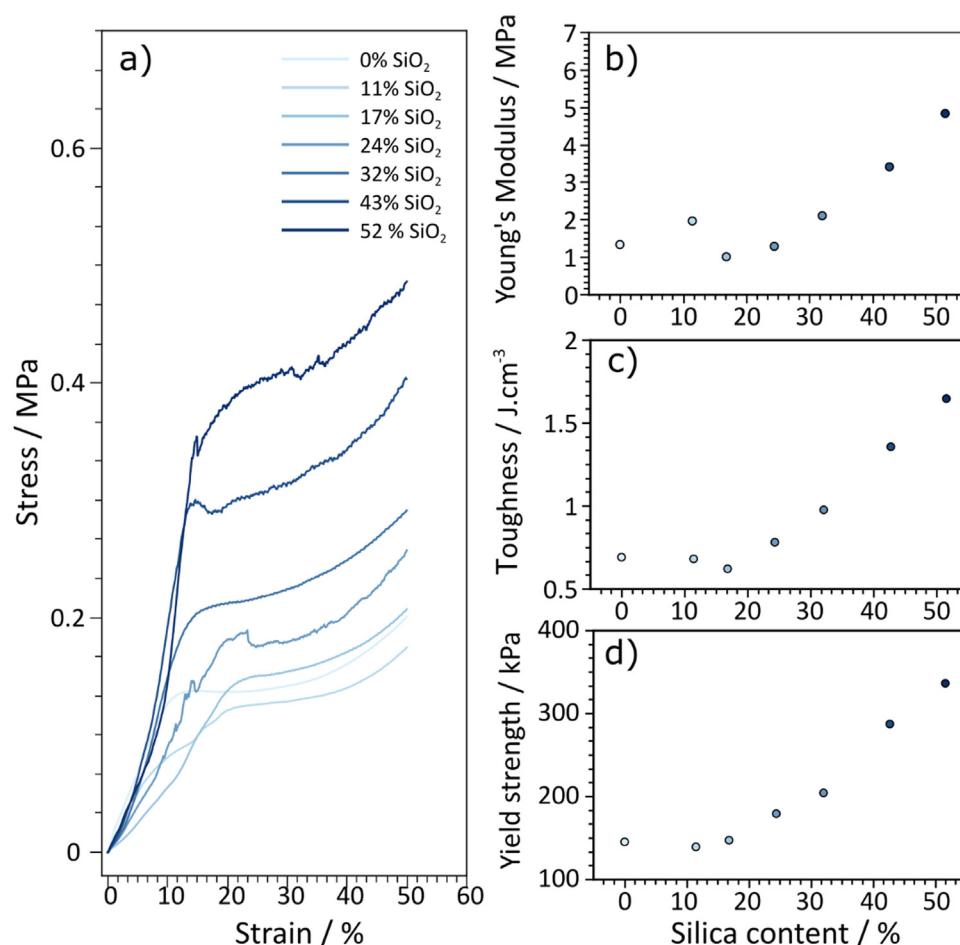 a)
0% SiO₂
11% SiO₂
17% SiO₂
24% SiO₂
32% SiO₂
43% SiO₂
52 % SiO₂
0.6
0.4
0.2
0
Stress / MPa
0 10 20 30 40 50 60
Strain / %
b)
7
6
5
4
3
2
1
0
Young's Modulus / MPa
0 10 20 30 40 50
c)
2
1.5
1
0.5
Toughness / J.cm⁻³
0 10 20 30 40 50
d)
400
300
200
100
Yield strength / kPa
0 10 20 30 40 50
Silica content / %